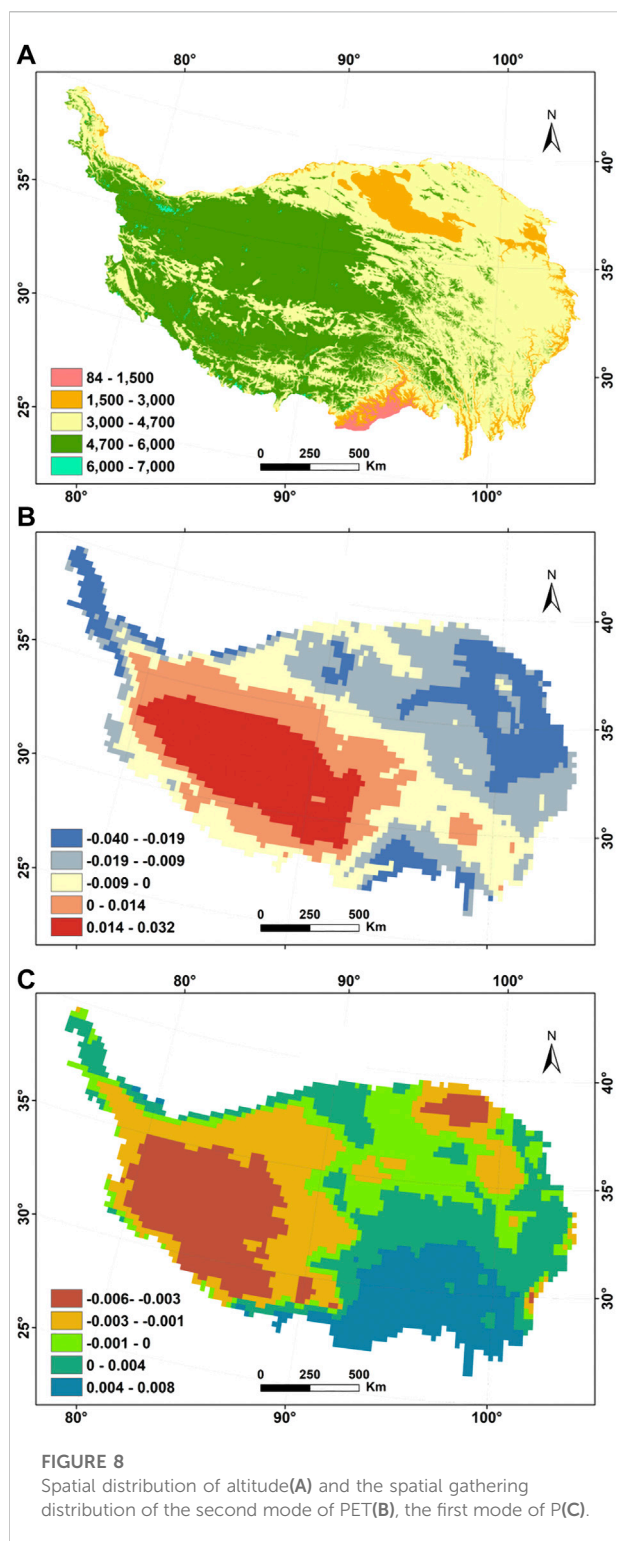 A
80°
90°
100°
N
40°
35°
35°
30°
30°
25°
84 - 1,500
1,500 - 3,000
3,000 - 4,700
4,700 - 6,000
6,000 - 7,000
0 250 500
Km
80°
90°
100°
B
N
40°
35°
35°
30°
30°
25°
-0.040 - -0.019
-0.019 - -0.009
-0.009 - 0
0 - 0.014
0.014 - 0.032
0 250 500
Km
C
80°
90°
100°
N
40°
35°
35°
30°
30°
25°
-0.006- -0.003
-0.003 - -0.001
-0.001 - 0
0 - 0.004
0.004 - 0.008
0 250 500
Km
80°
90°
100°
FIGURE 8
Spatial distribution of altitude(A) and the spatial gathering
distribution of the second mode of PET(B), the first mode of P(C).